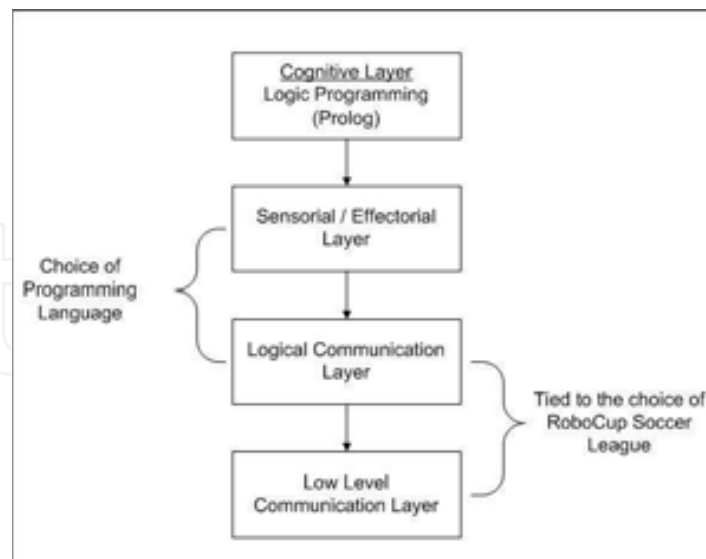 Cognitive Layer
Logic Programming
(Prolog)
Sensorial / Effectorial
Layer
Choice of
Programming
Language
Logical Communication
Layer
Tied to the choice of
RoboCup Soccer
League
Low Level
Communication Layer